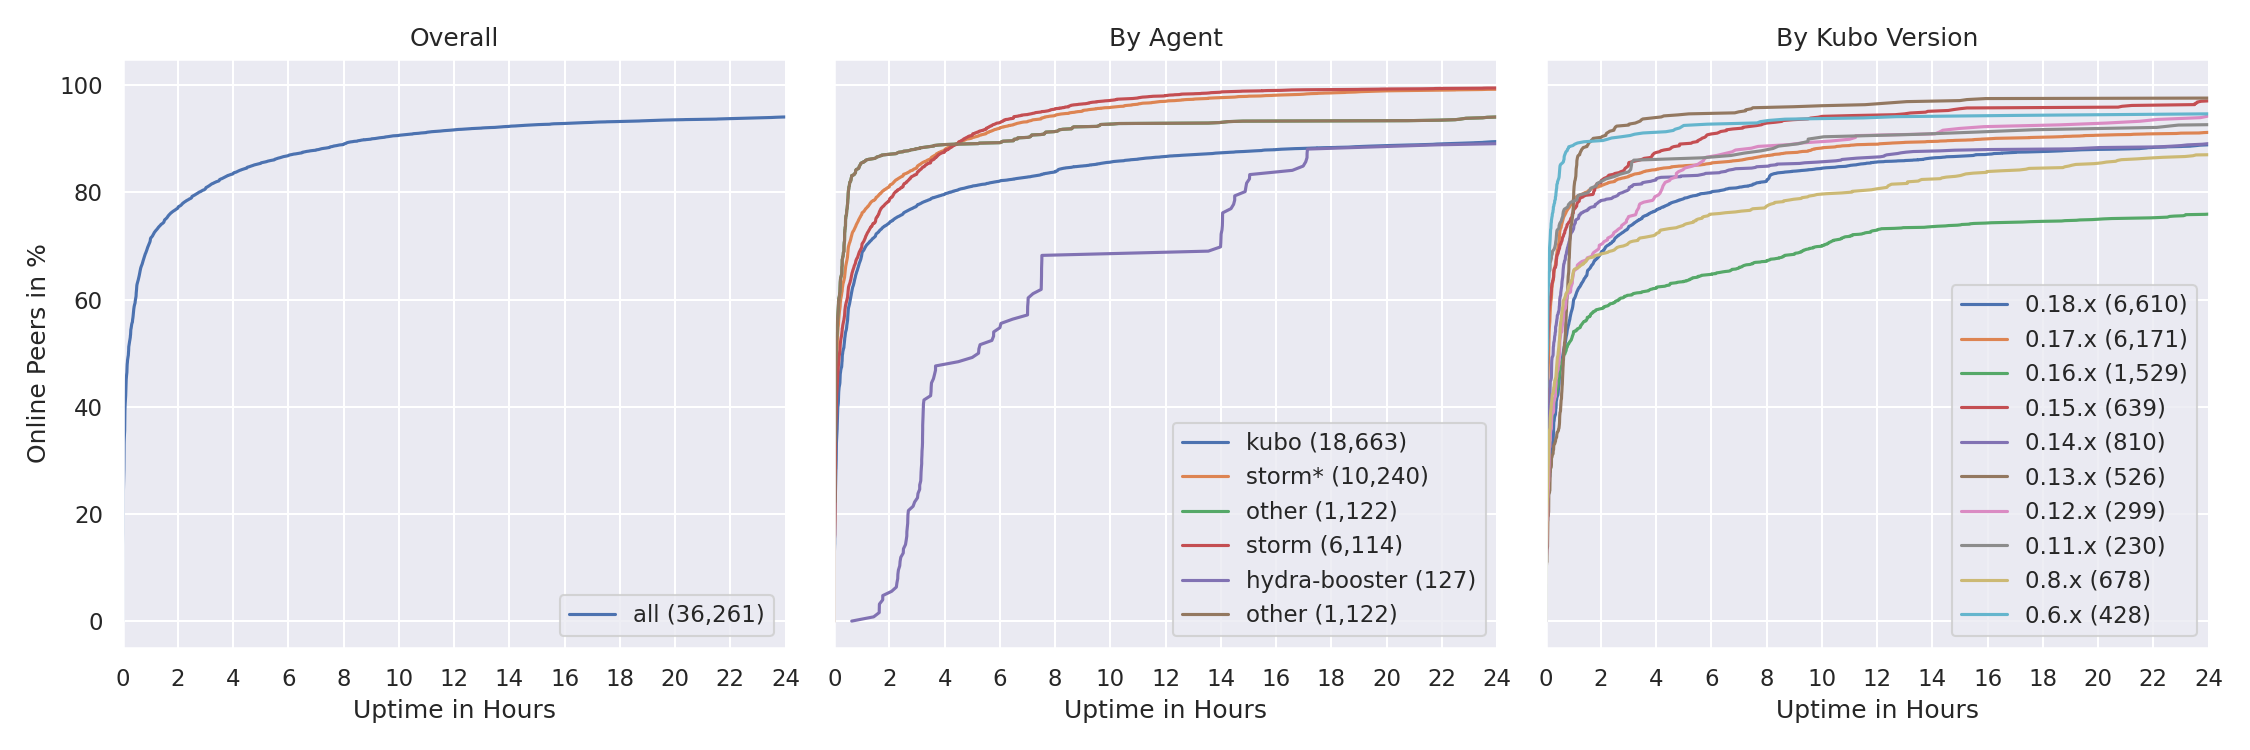 Overall
Online Peers in %
100
80
60
40
20
0
all (36,261)
0 2 4 6 8 10 12 14 16 18 20 22 24
Uptime in Hours
By Agent
kubo (18,663)
storm* (10,240)
other (1,122)
storm (6,114)
hydra-booster (127)
other (1,122)
0 2 4 6 8 10 12 14 16 18 20 22 24
Uptime in Hours
By Kubo Version
0.18.x (6,610)
0.17.x (6,171)
0.16.x (1,529)
0.15.x (639)
0.14.x (810)
0.13.x (526)
0.12.x (299)
0.11.x (230)
0.8.x (678)
0.6.x (428)
0 2 4 6 8 10 12 14 16 18 20 22 24
Uptime in Hours